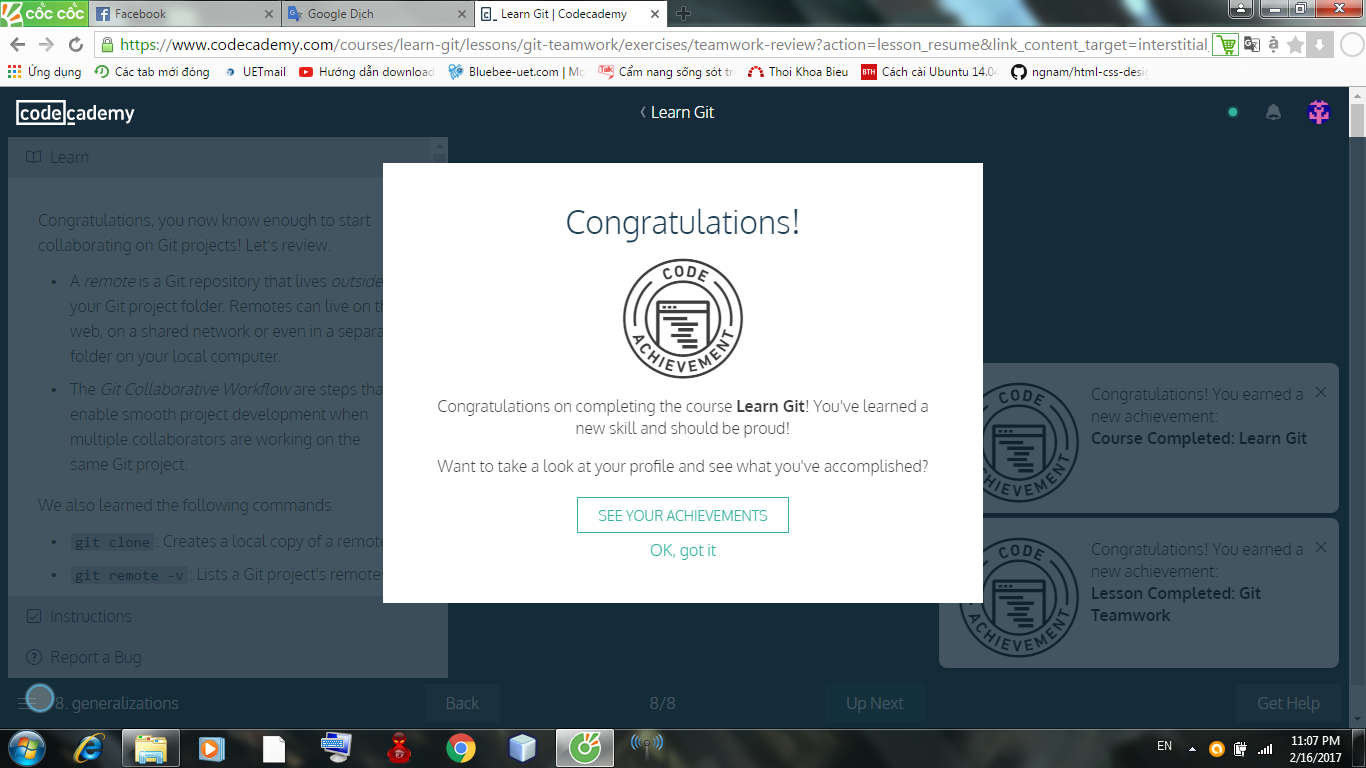 cốc cốc
Facebook
Google Dịch
Learn Git | Codecademy
https://www.codecademy.com/courses/learn-git/lessons/git-teamwork/exercises/teamwork-review?action=lesson_resume&link_content_target=interstitial
Ứng dụng
Các tab mới đóng
UETmail
Hướng dẫn download
Bluebee-uet.com | Mc
Cẩm nang sống sót tr
Thoi Khoa Bieu
BTH
Cách cài Ubuntu 14.04
ngnam/html-css-desi
codecademy
Learn Git
Learn
Congratulations, you now know enough to start
collaborating on Git projects! Let's review.
• A remote is a Git repository that lives outside
your Git project folder. Remotes can live on th
web, on a shared network or even in a separa
folder on your local computer.
• The Git Collaborative Workflow are steps tha
enable smooth project development when
multiple collaborators are working on the
same Git project.
We also learned the following commands
• git clone: Creates a local copy of a remote
• git remote -v: Lists a Git project's remotes
Instructions
Report a Bug
Congratulations!
CODE
ACHIEVEMENT
Congratulations on completing the course Learn Git! You've learned a
new skill and should be proud!
Want to take a look at your profile and see what you've accomplished?
SEE YOUR ACHIEVEMENTS
OK, got it
CODE
ACHIEVEMENT
Congratulations! You earned a
new achievement:
Course Completed: Learn Git
CODE
ACHIEVEMENT
Congratulations! You earned a
new achievement:
Lesson Completed: Git
Teamwork
8. generalizations
Back
8/8
Up Next
Get Help
EN
11:07 PM
2/16/2017